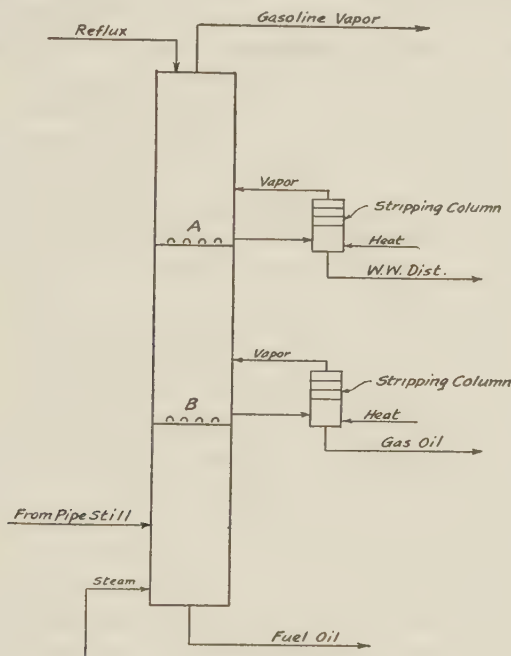 Gasoline Vapor
Reflux
Vapor
A
Stripping Column
Heat
W.W. Dist.
Vapor
B
Stripping Column
Heat
Gas Oil
From Pipe Still
Steam
Fuel Oil